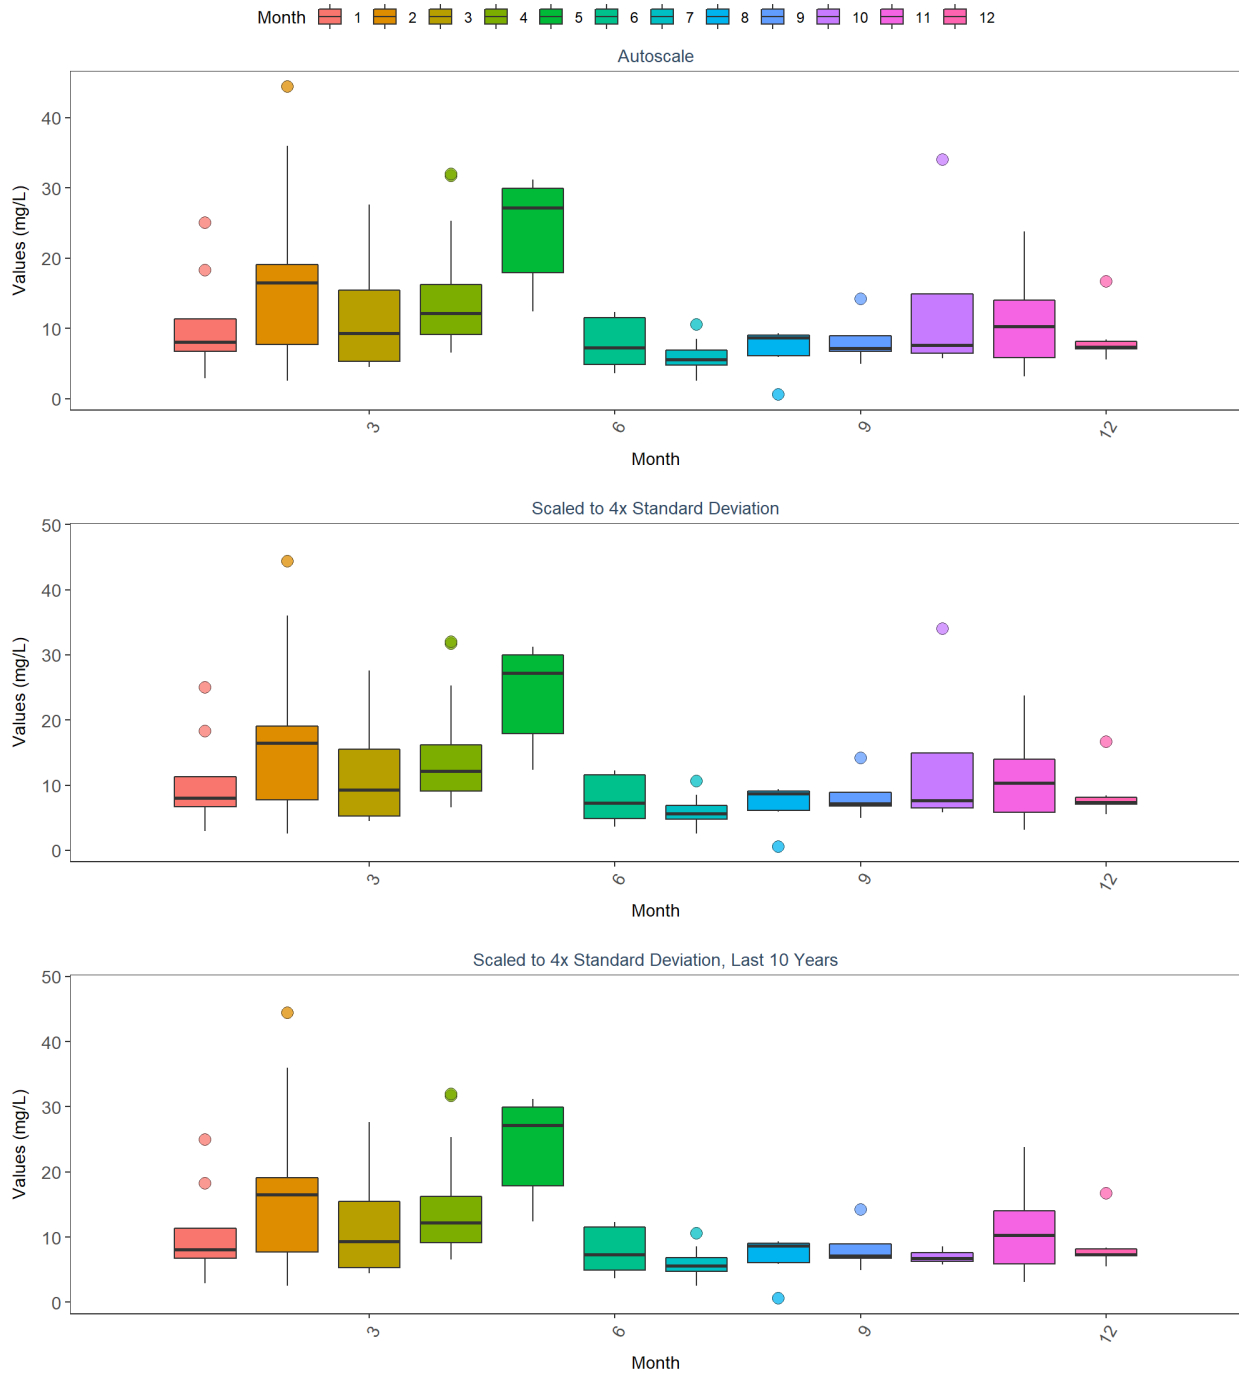 Month 1 2 3 4 5 6 7 8 9 10 11 12
Autoscale
Values (mg/L)
40
30
20
10
0
3 6 9 12
Month
Scaled to 4x Standard Deviation
Values (mg/L)
50
40
30
20
10
0
3 6 9 12
Month
Scaled to 4x Standard Deviation, Last 10 Years
Values (mg/L)
50
40
30
20
10
0
3 6 9 12
Month